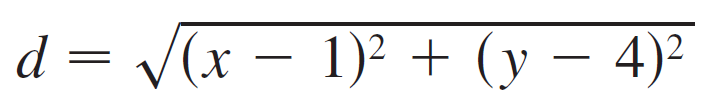 d = √(x − 1)² + (y − 4)²